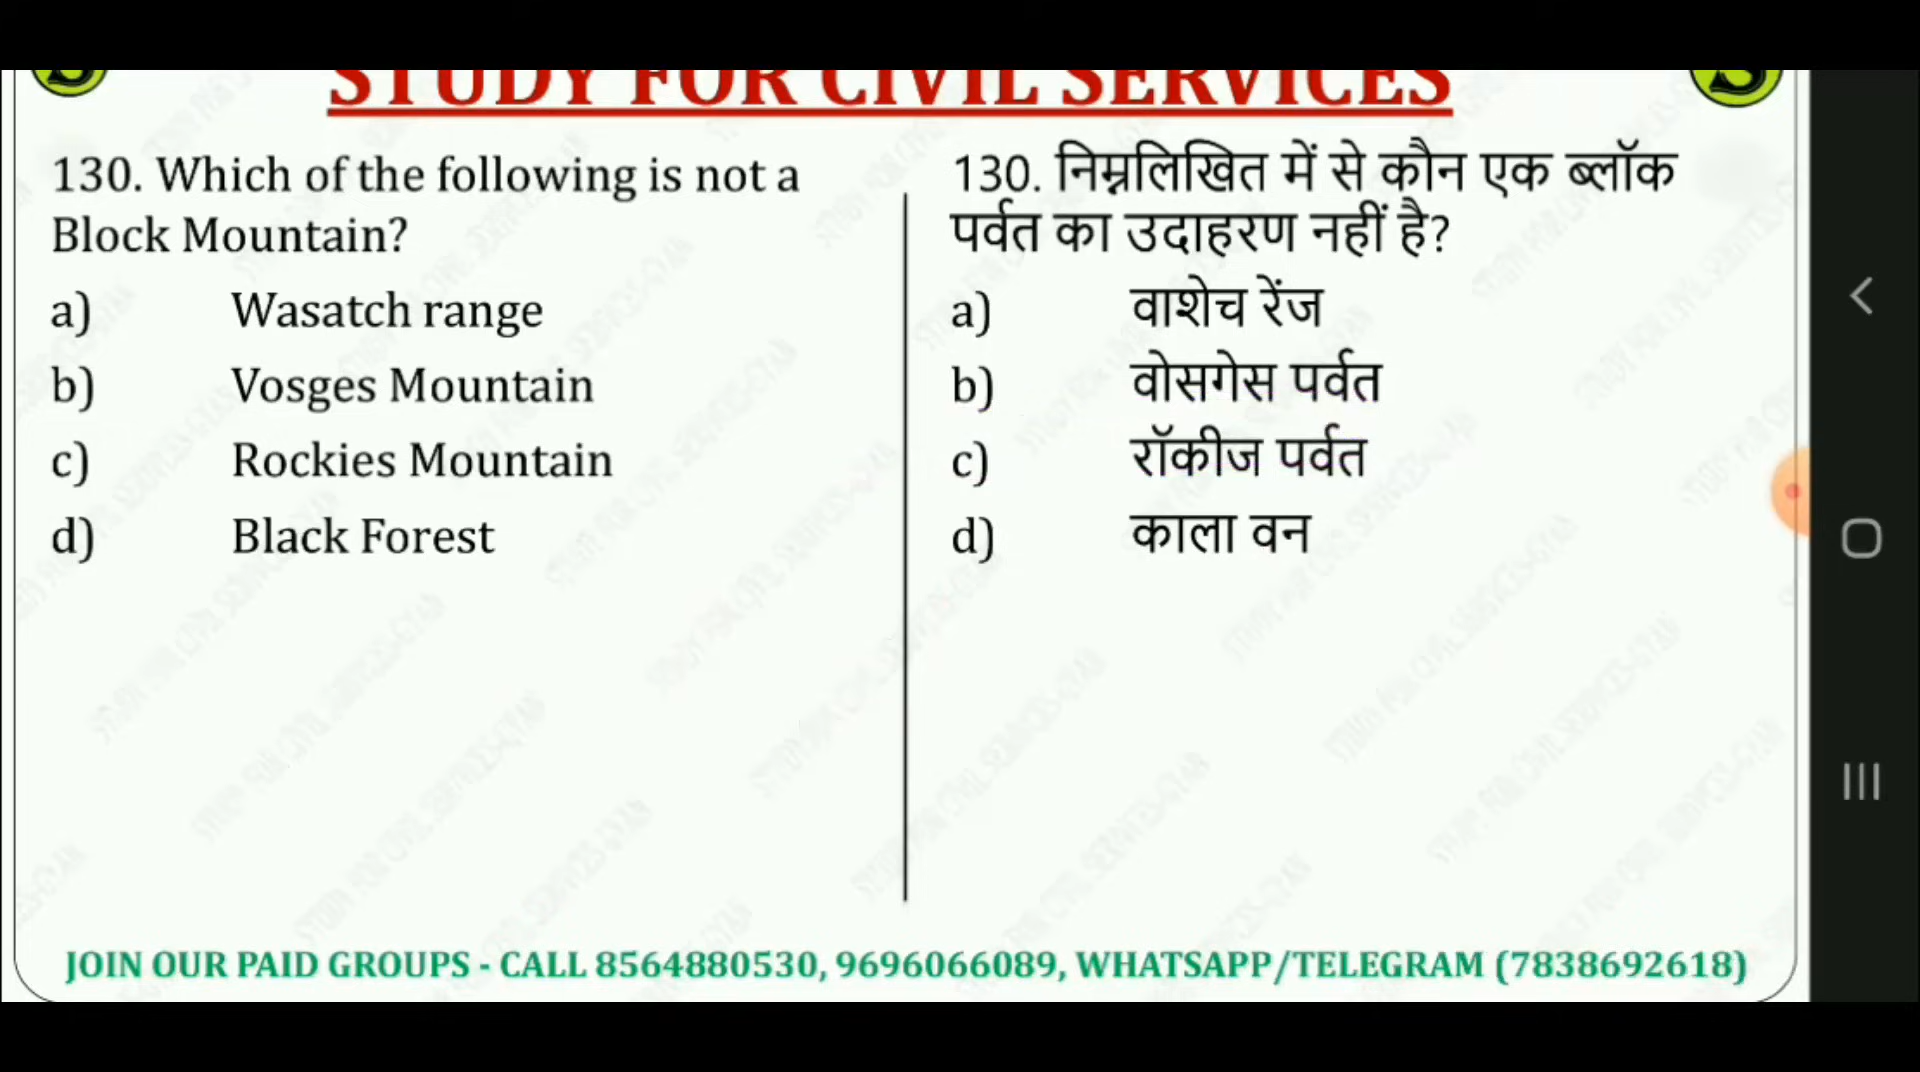 STUDY FOR CIVIL SERVICES
130. Which of the following is not a
Block Mountain?
a) Wasatch range
b) Vosges Mountain
c) Rockies Mountain
d) Black Forest
130. निम्नलिखित में से कौन एक ब्लॉक
पर्वत का उदाहरण नहीं है?
a) वाशेच रेंज
b) वोसगेस पर्वत
c) रॉकीज पर्वत
d) काला वन
JOIN OUR PAID GROUPS - CALL 8564880530, 9696066089, WHATSAPP/TELEGRAM (7838692618)